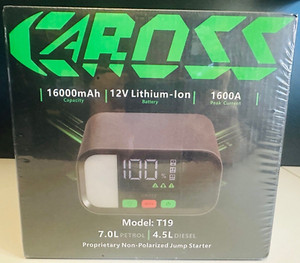 CAROSS
16000mAh 12V Lithium-Ion 1600A
Capacity Battery Peak Current
100%
Model: T19
7.0L PETROL 4.5L DIESEL
Proprietary Non-Polarized Jump Starter